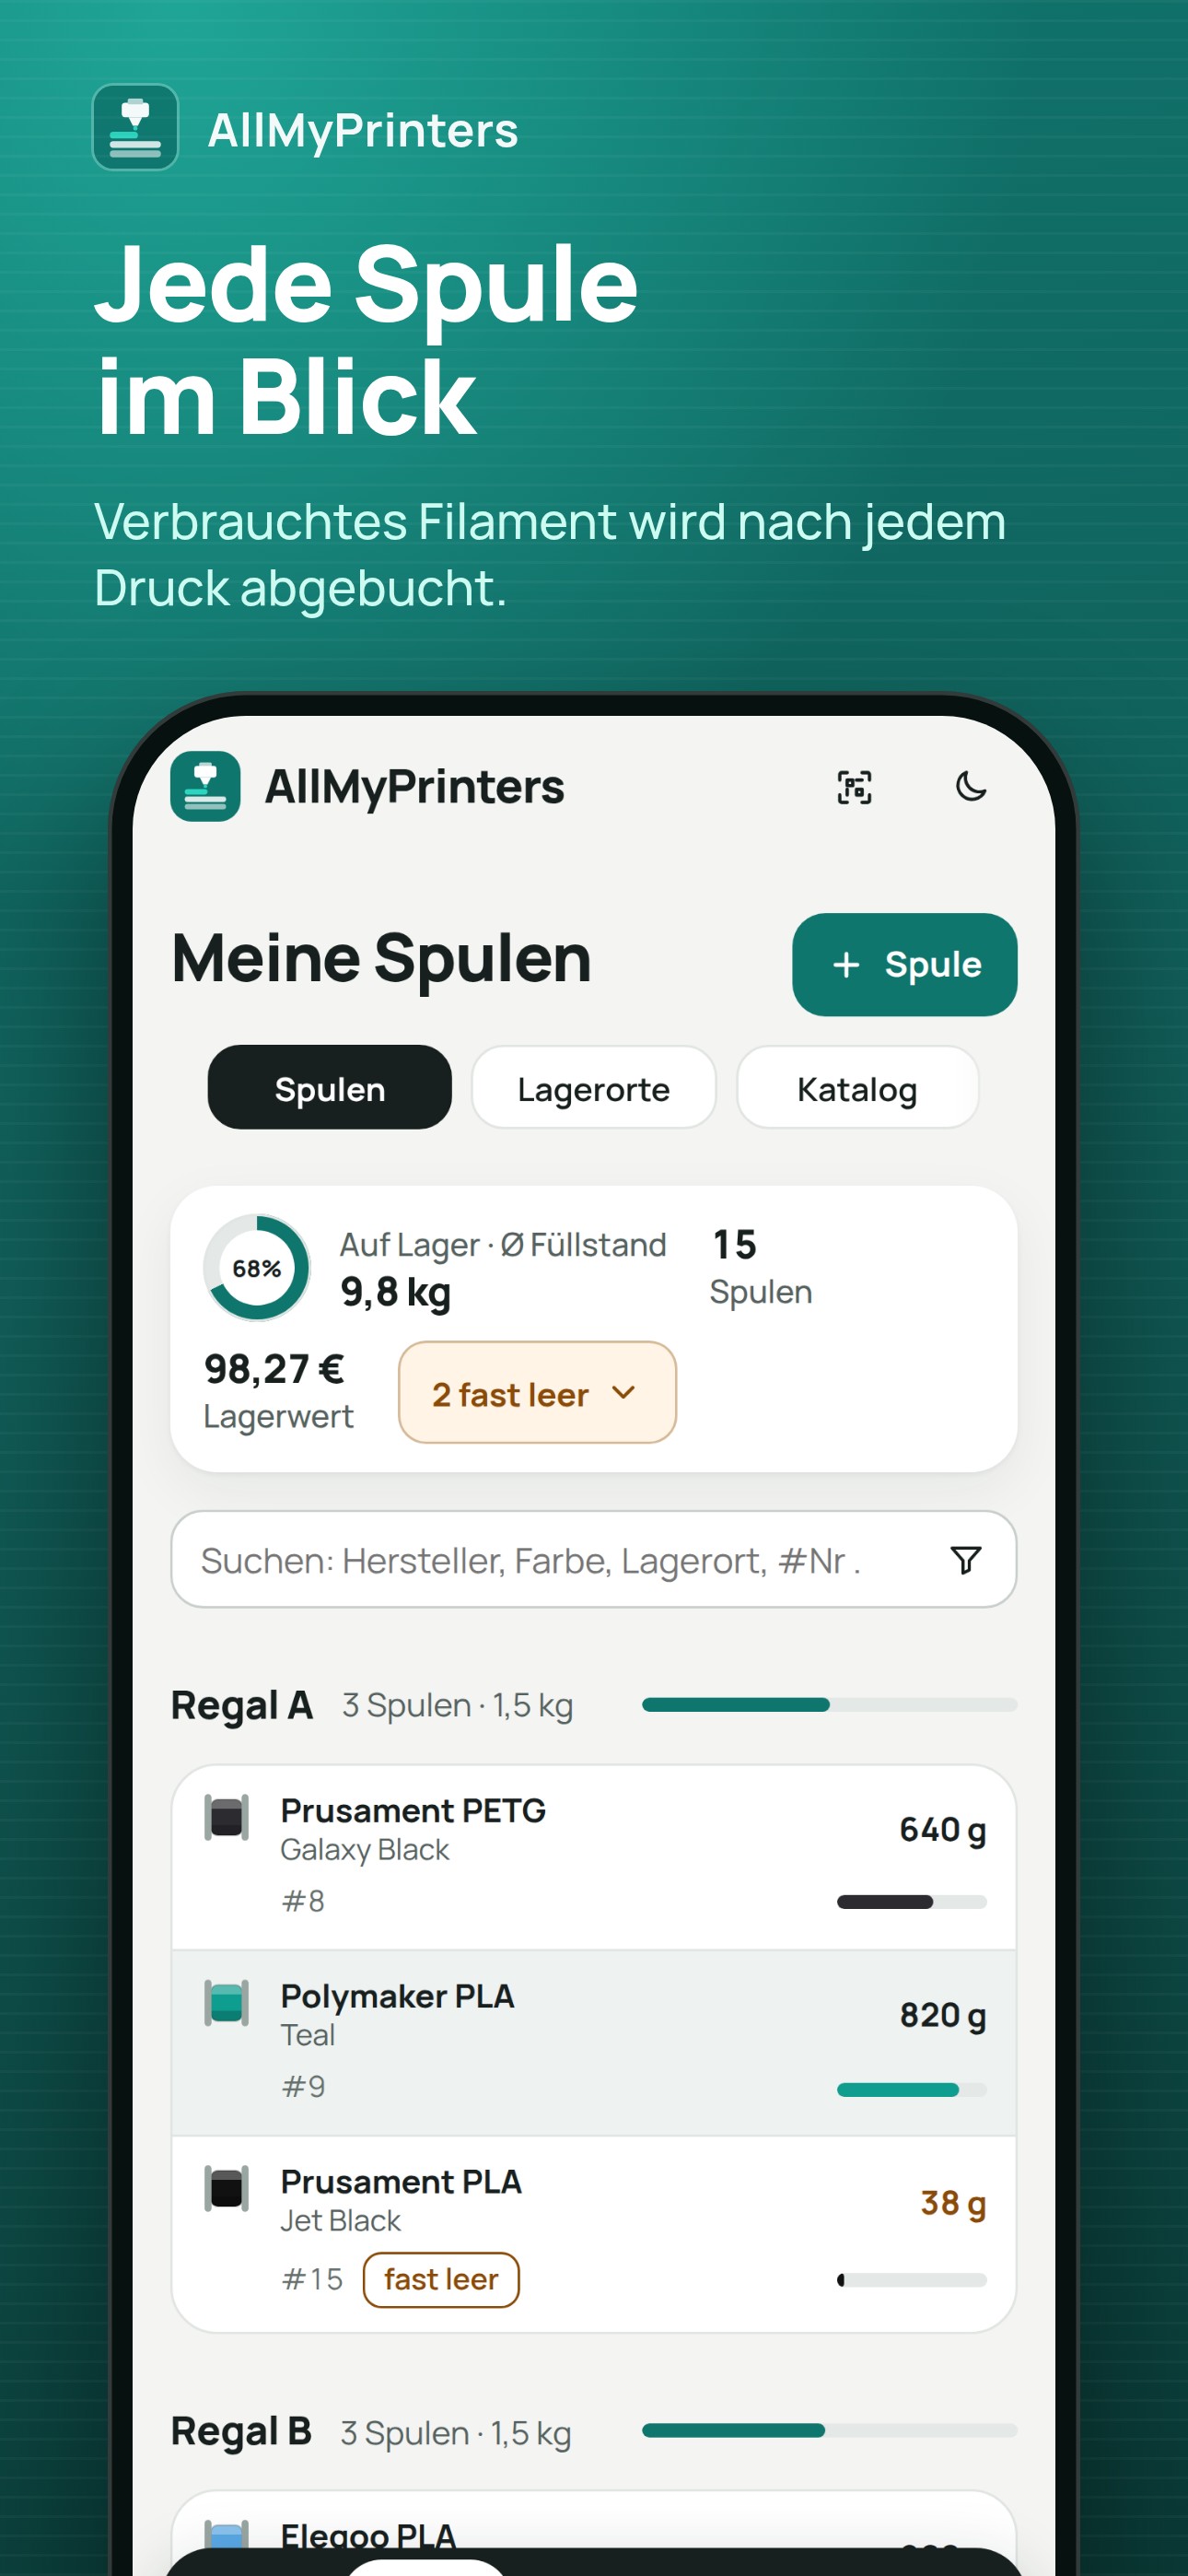 AllMyPrinters
Jede Spule
im Blick
Verbrauchtes Filament wird nach jedem
Druck abgebucht.
AllMyPrinters
Meine Spulen
+ Spule
Spulen
Lagerorte
Katalog
68%
Auf Lager · Ø Füllstand
9,8 kg
15
Spulen
98,27 €
Lagerwert
2 fast leer
Suchen: Hersteller, Farbe, Lagerort, #Nr .
Regal A
3 Spulen · 1,5 kg
Prusament PETG
Galaxy Black
#8
640 g
Polymaker PLA
Teal
#9
820 g
Prusament PLA
Jet Black
#15
fast leer
38 g
Regal B
3 Spulen · 1,5 kg
Elegoo PLA